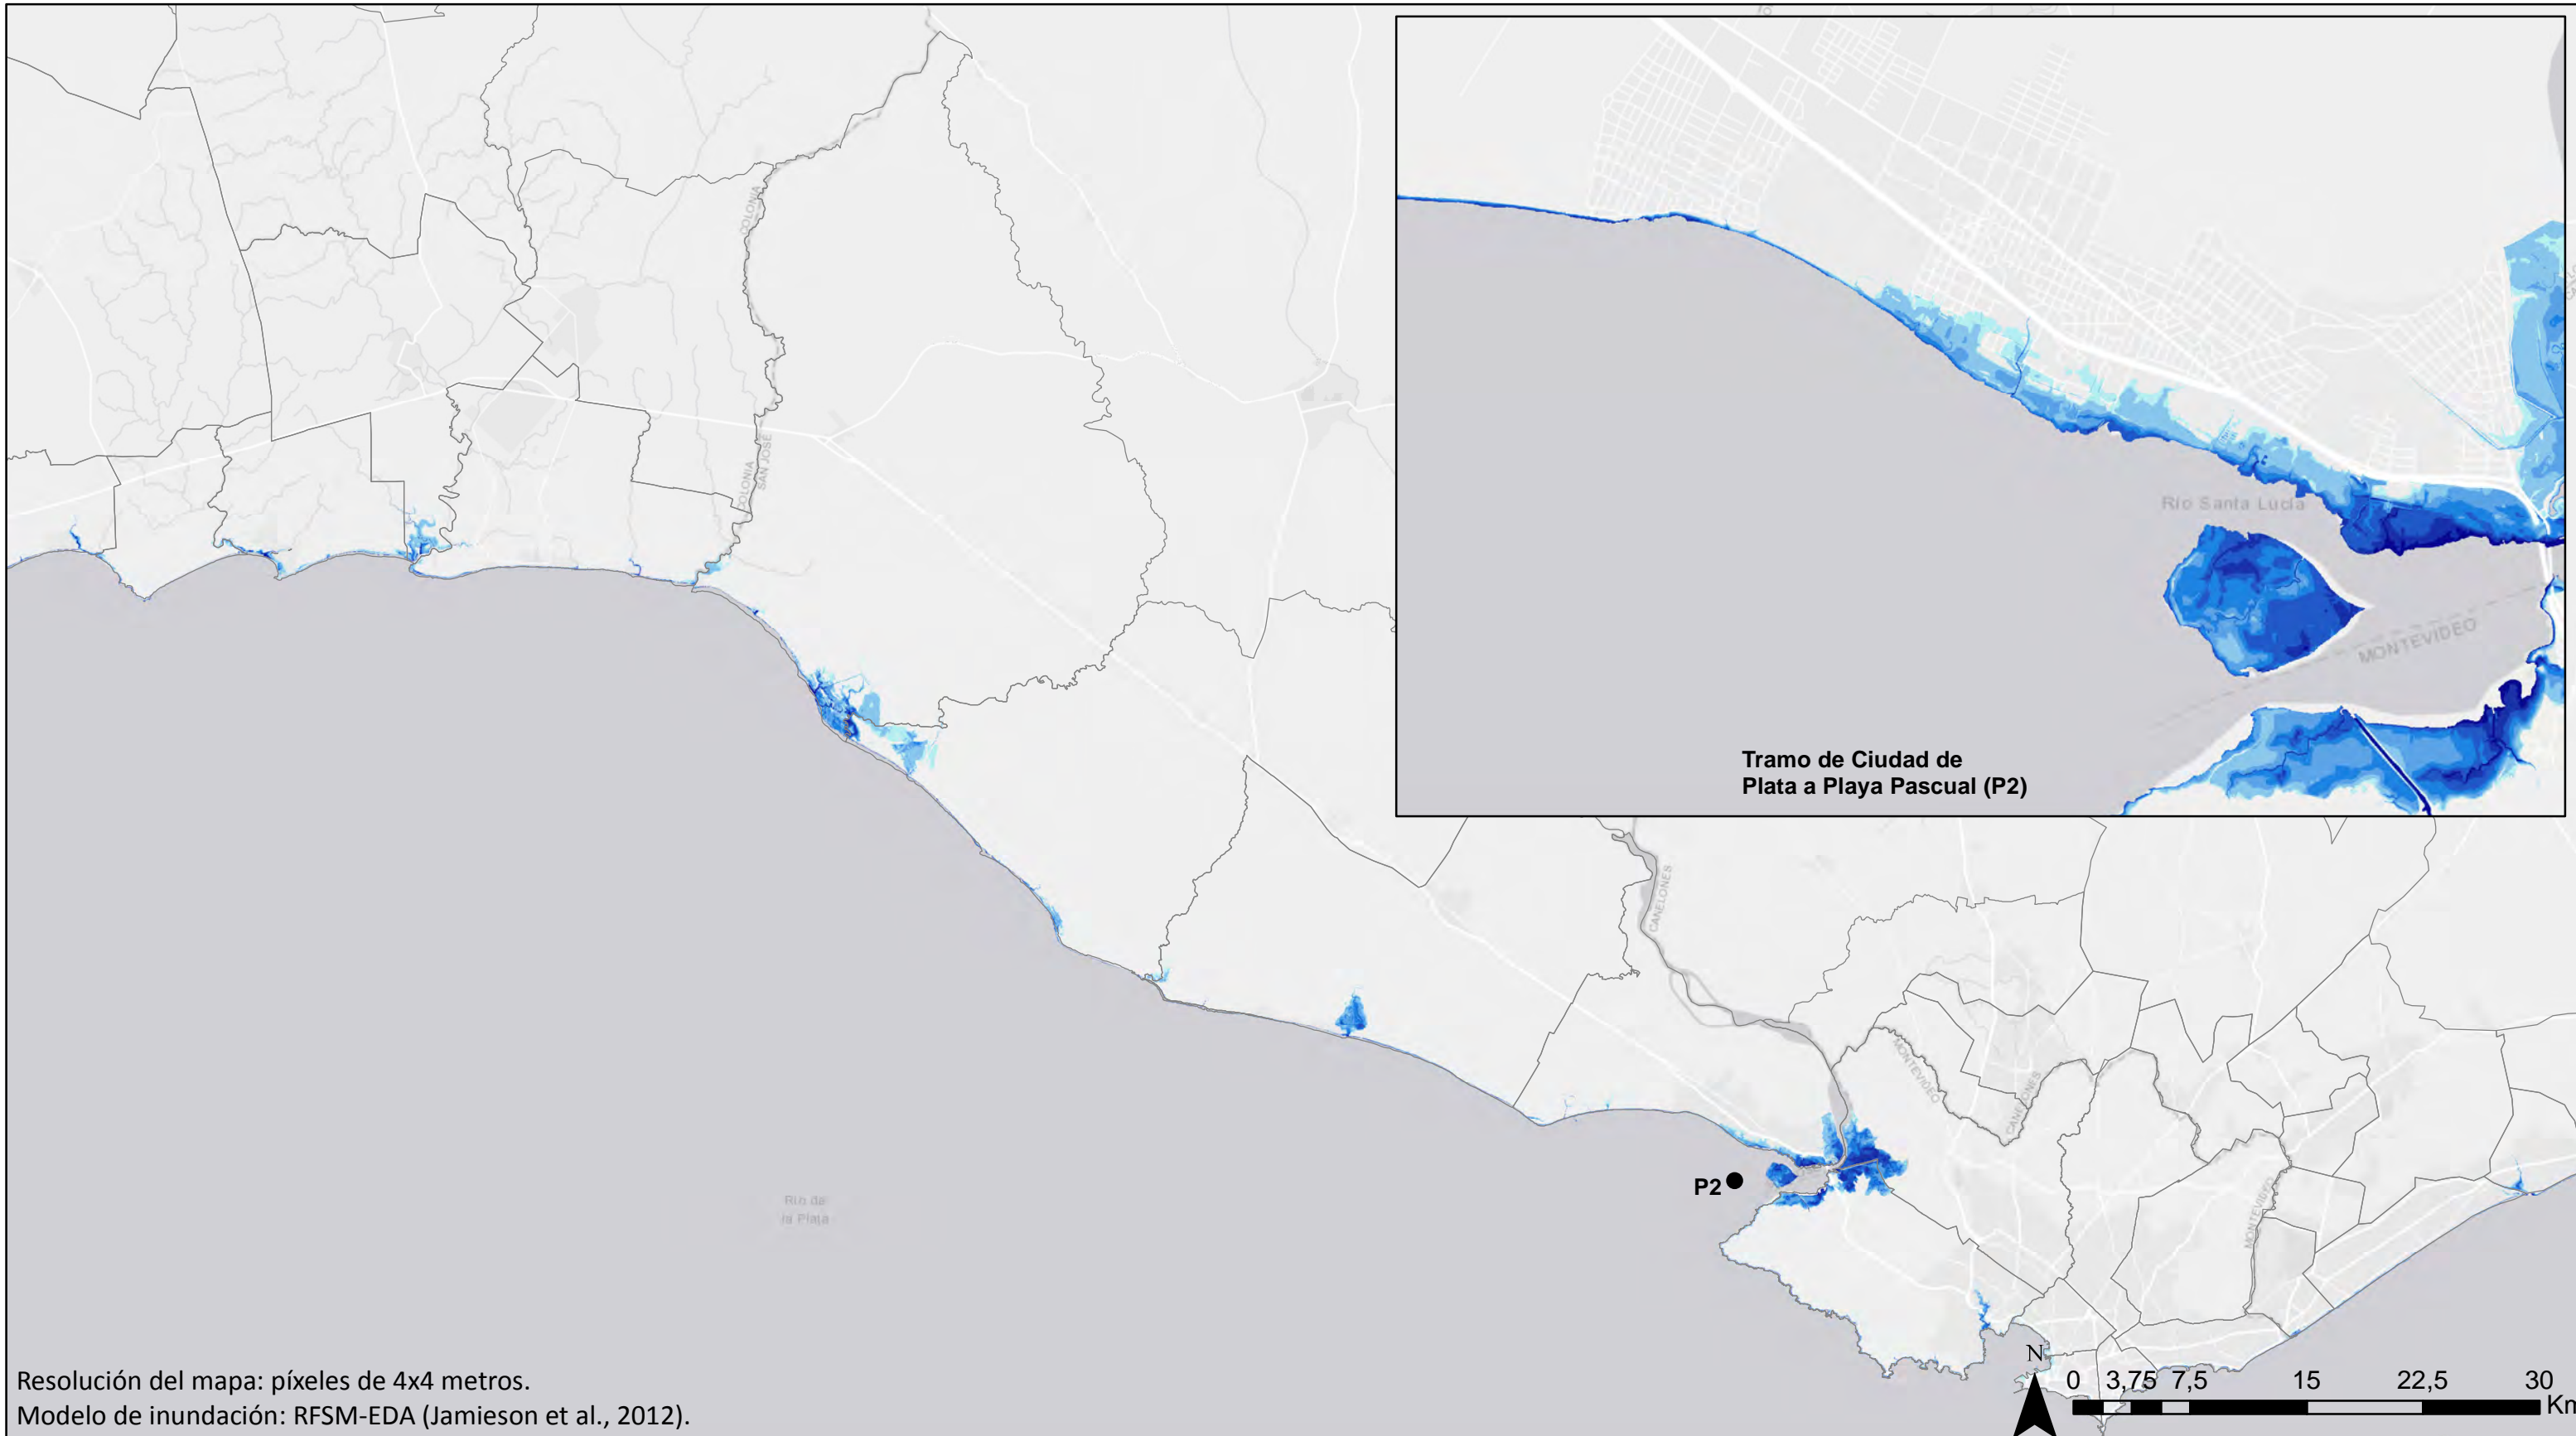 Río Santa Lucía
MONTEVIDEO
Tramo de Ciudad de
Plata a Playa Pascual (P2)
COLONIA
COLONIA
SAN JOSÉ
CANELONES
MONTEVIDEO
CANELONES
MONTEVIDEO
P2
Río de
la Plata
Resolución del mapa: píxeles de 4x4 metros.
Modelo de inundación: RFSM-EDA (Jamieson et al., 2012).
N
0 3,75 7,5 15 22,5 30
Km